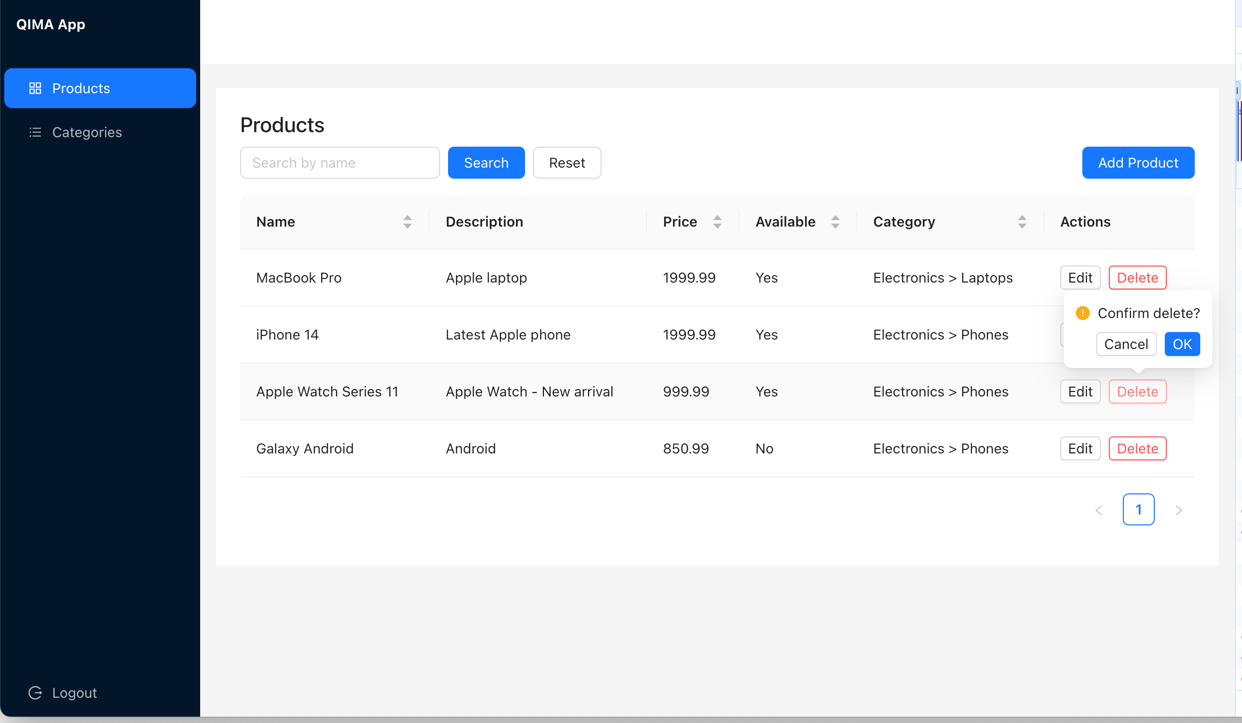 QIMA App
Products
Categories
Logout
Products
Search by name
Search
Reset
Add Product
Name Description Price Available Category Actions
MacBook Pro Apple laptop 1999.99 Yes Electronics > Laptops Edit Delete
Confirm delete?
iPhone 14 Latest Apple phone 1999.99 Yes Electronics > Phones
Cancel OK
Apple Watch Series 11 Apple Watch - New arrival 999.99 Yes Electronics > Phones Edit Delete
Galaxy Android Android 850.99 No Electronics > Phones Edit Delete
< 1 >